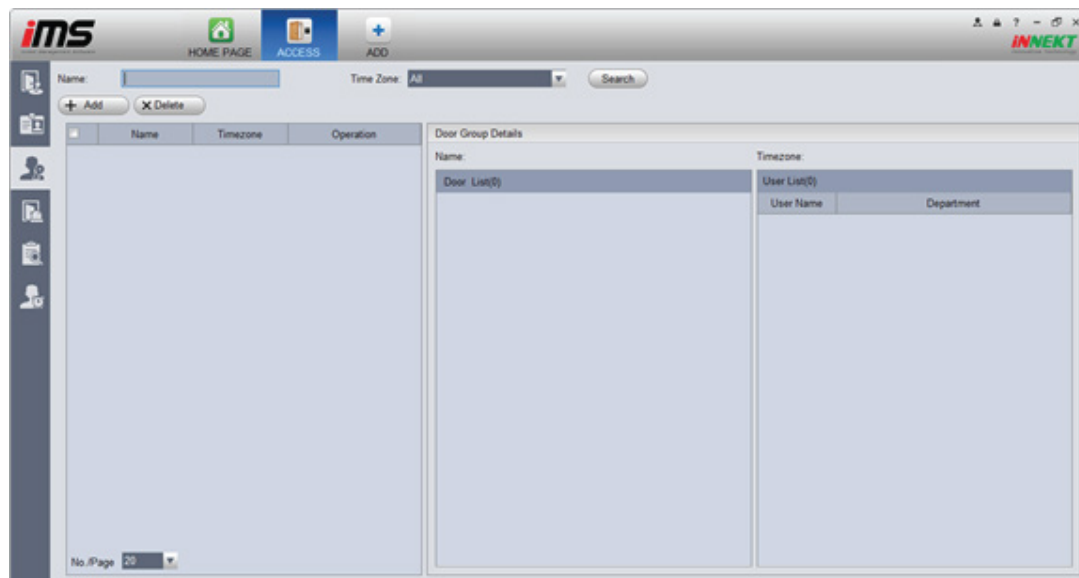 iMS
HOME PAGE
ACCESS
ADD
?
iNNEKT
Name:
Time Zone: All
Search
+ Add
X Delete
Name Timezone Operation
Door Group Details
Name:
Timezone:
Door List(0)
User List(0)
User Name Department
No./Page 20